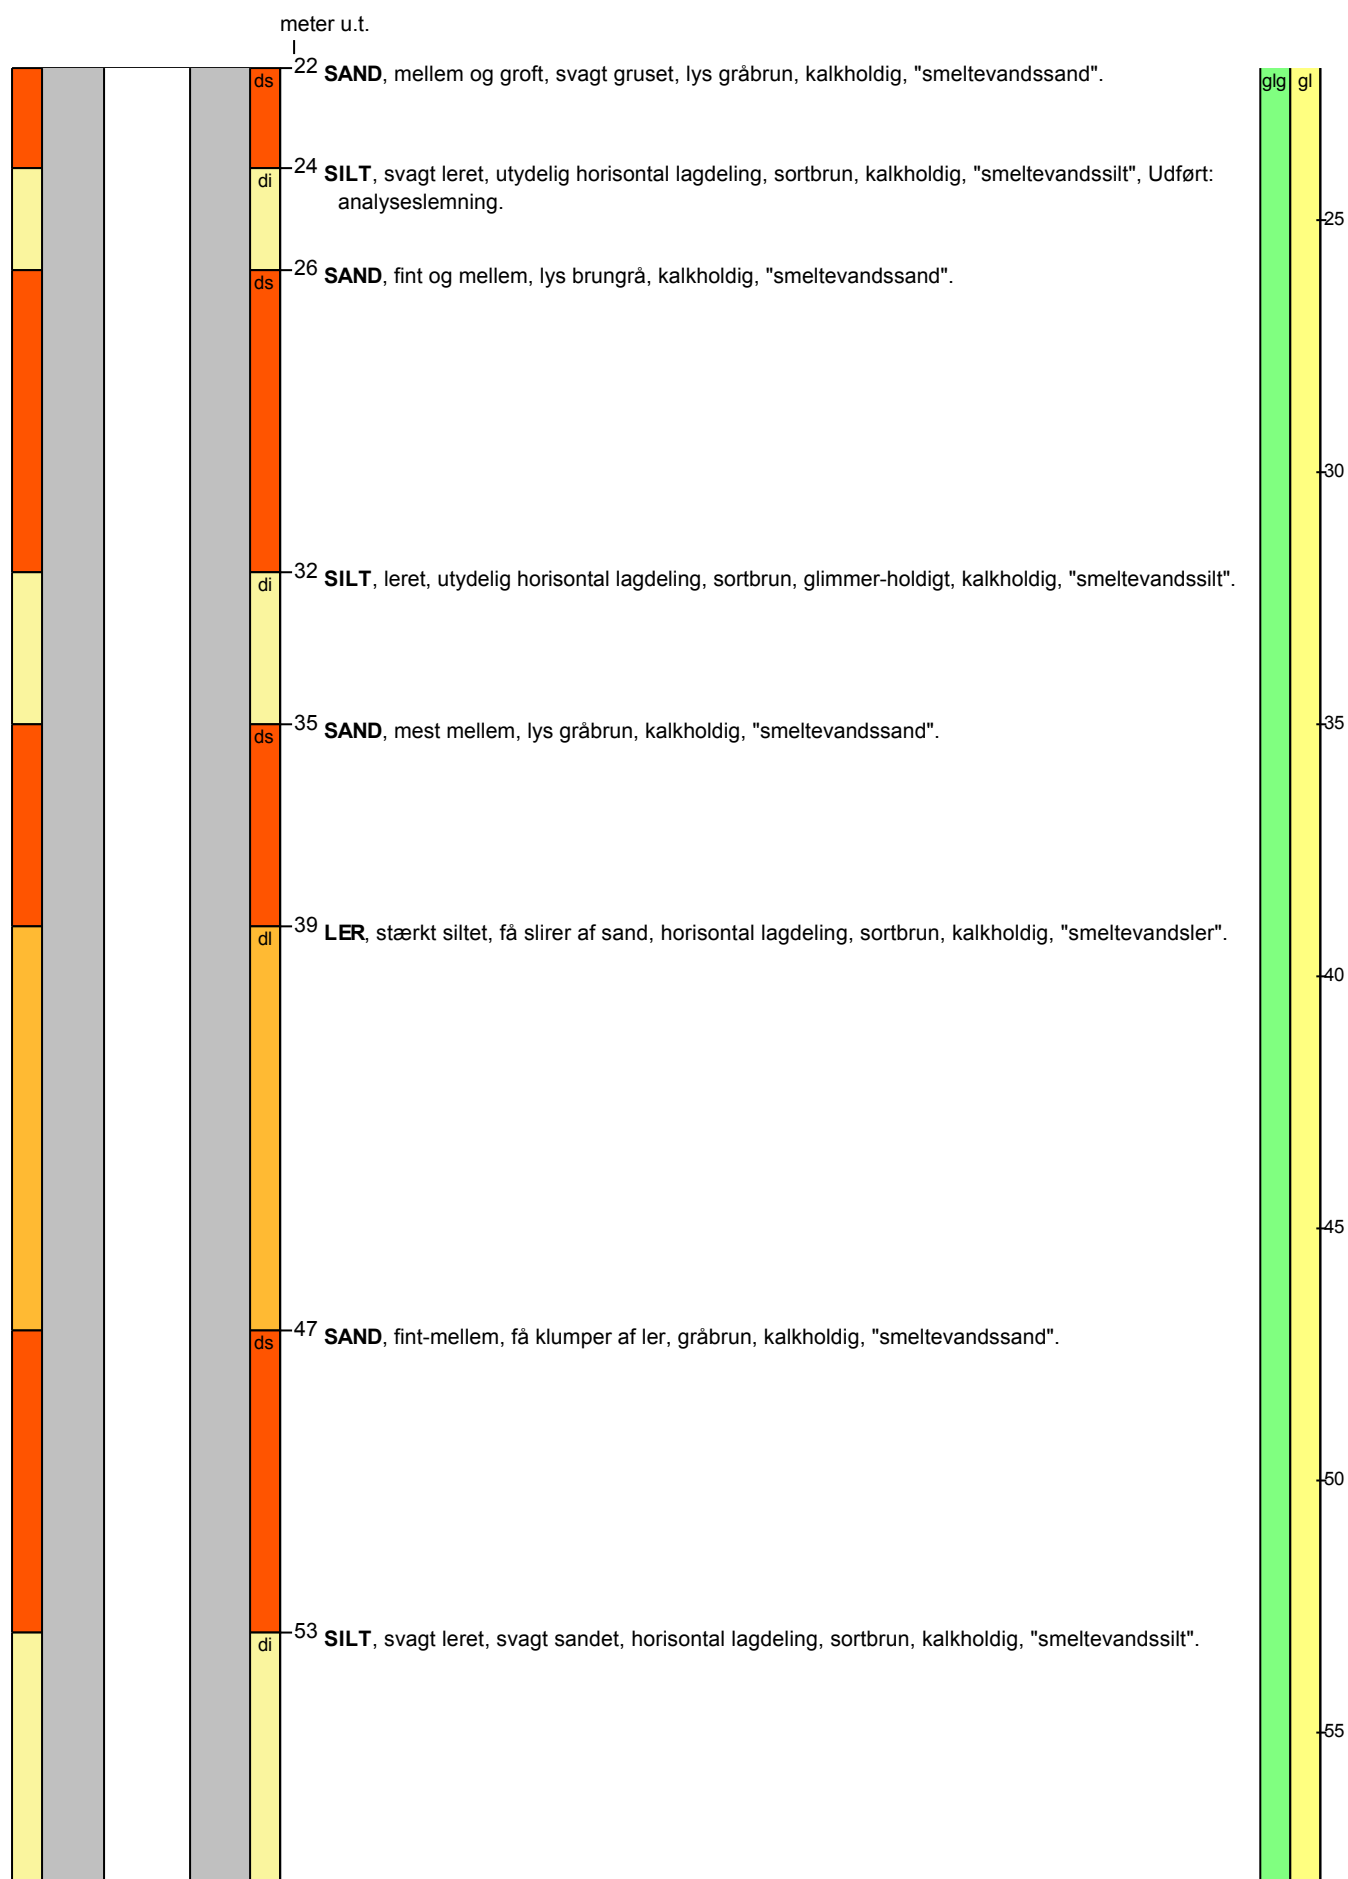 meter u.t.
ds 22 SAND, mellem og groft, svagt gruset, lys gråbrun, kalkholdig, "smeltevandssand". glg gl
di 24 SILT, svagt leret, utydelig horisontal lagdeling, sortbrun, kalkholdig, "smeltevandssilt", Udført:
analyseslemning.
25
ds 26 SAND, fint og mellem, lys brungrå, kalkholdig, "smeltevandssand".
30
di 32 SILT, leret, utydelig horisontal lagdeling, sortbrun, glimmer-holdigt, kalkholdig, "smeltevandssilt".
ds 35 SAND, mest mellem, lys gråbrun, kalkholdig, "smeltevandssand". 35
dl 39 LER, stærkt siltet, få slirer af sand, horisontal lagdeling, sortbrun, kalkholdig, "smeltevandsler".
40
45
ds 47 SAND, fint-mellem, få klumper af ler, gråbrun, kalkholdig, "smeltevandssand".
50
di 53 SILT, svagt leret, svagt sandet, horisontal lagdeling, sortbrun, kalkholdig, "smeltevandssilt".
55